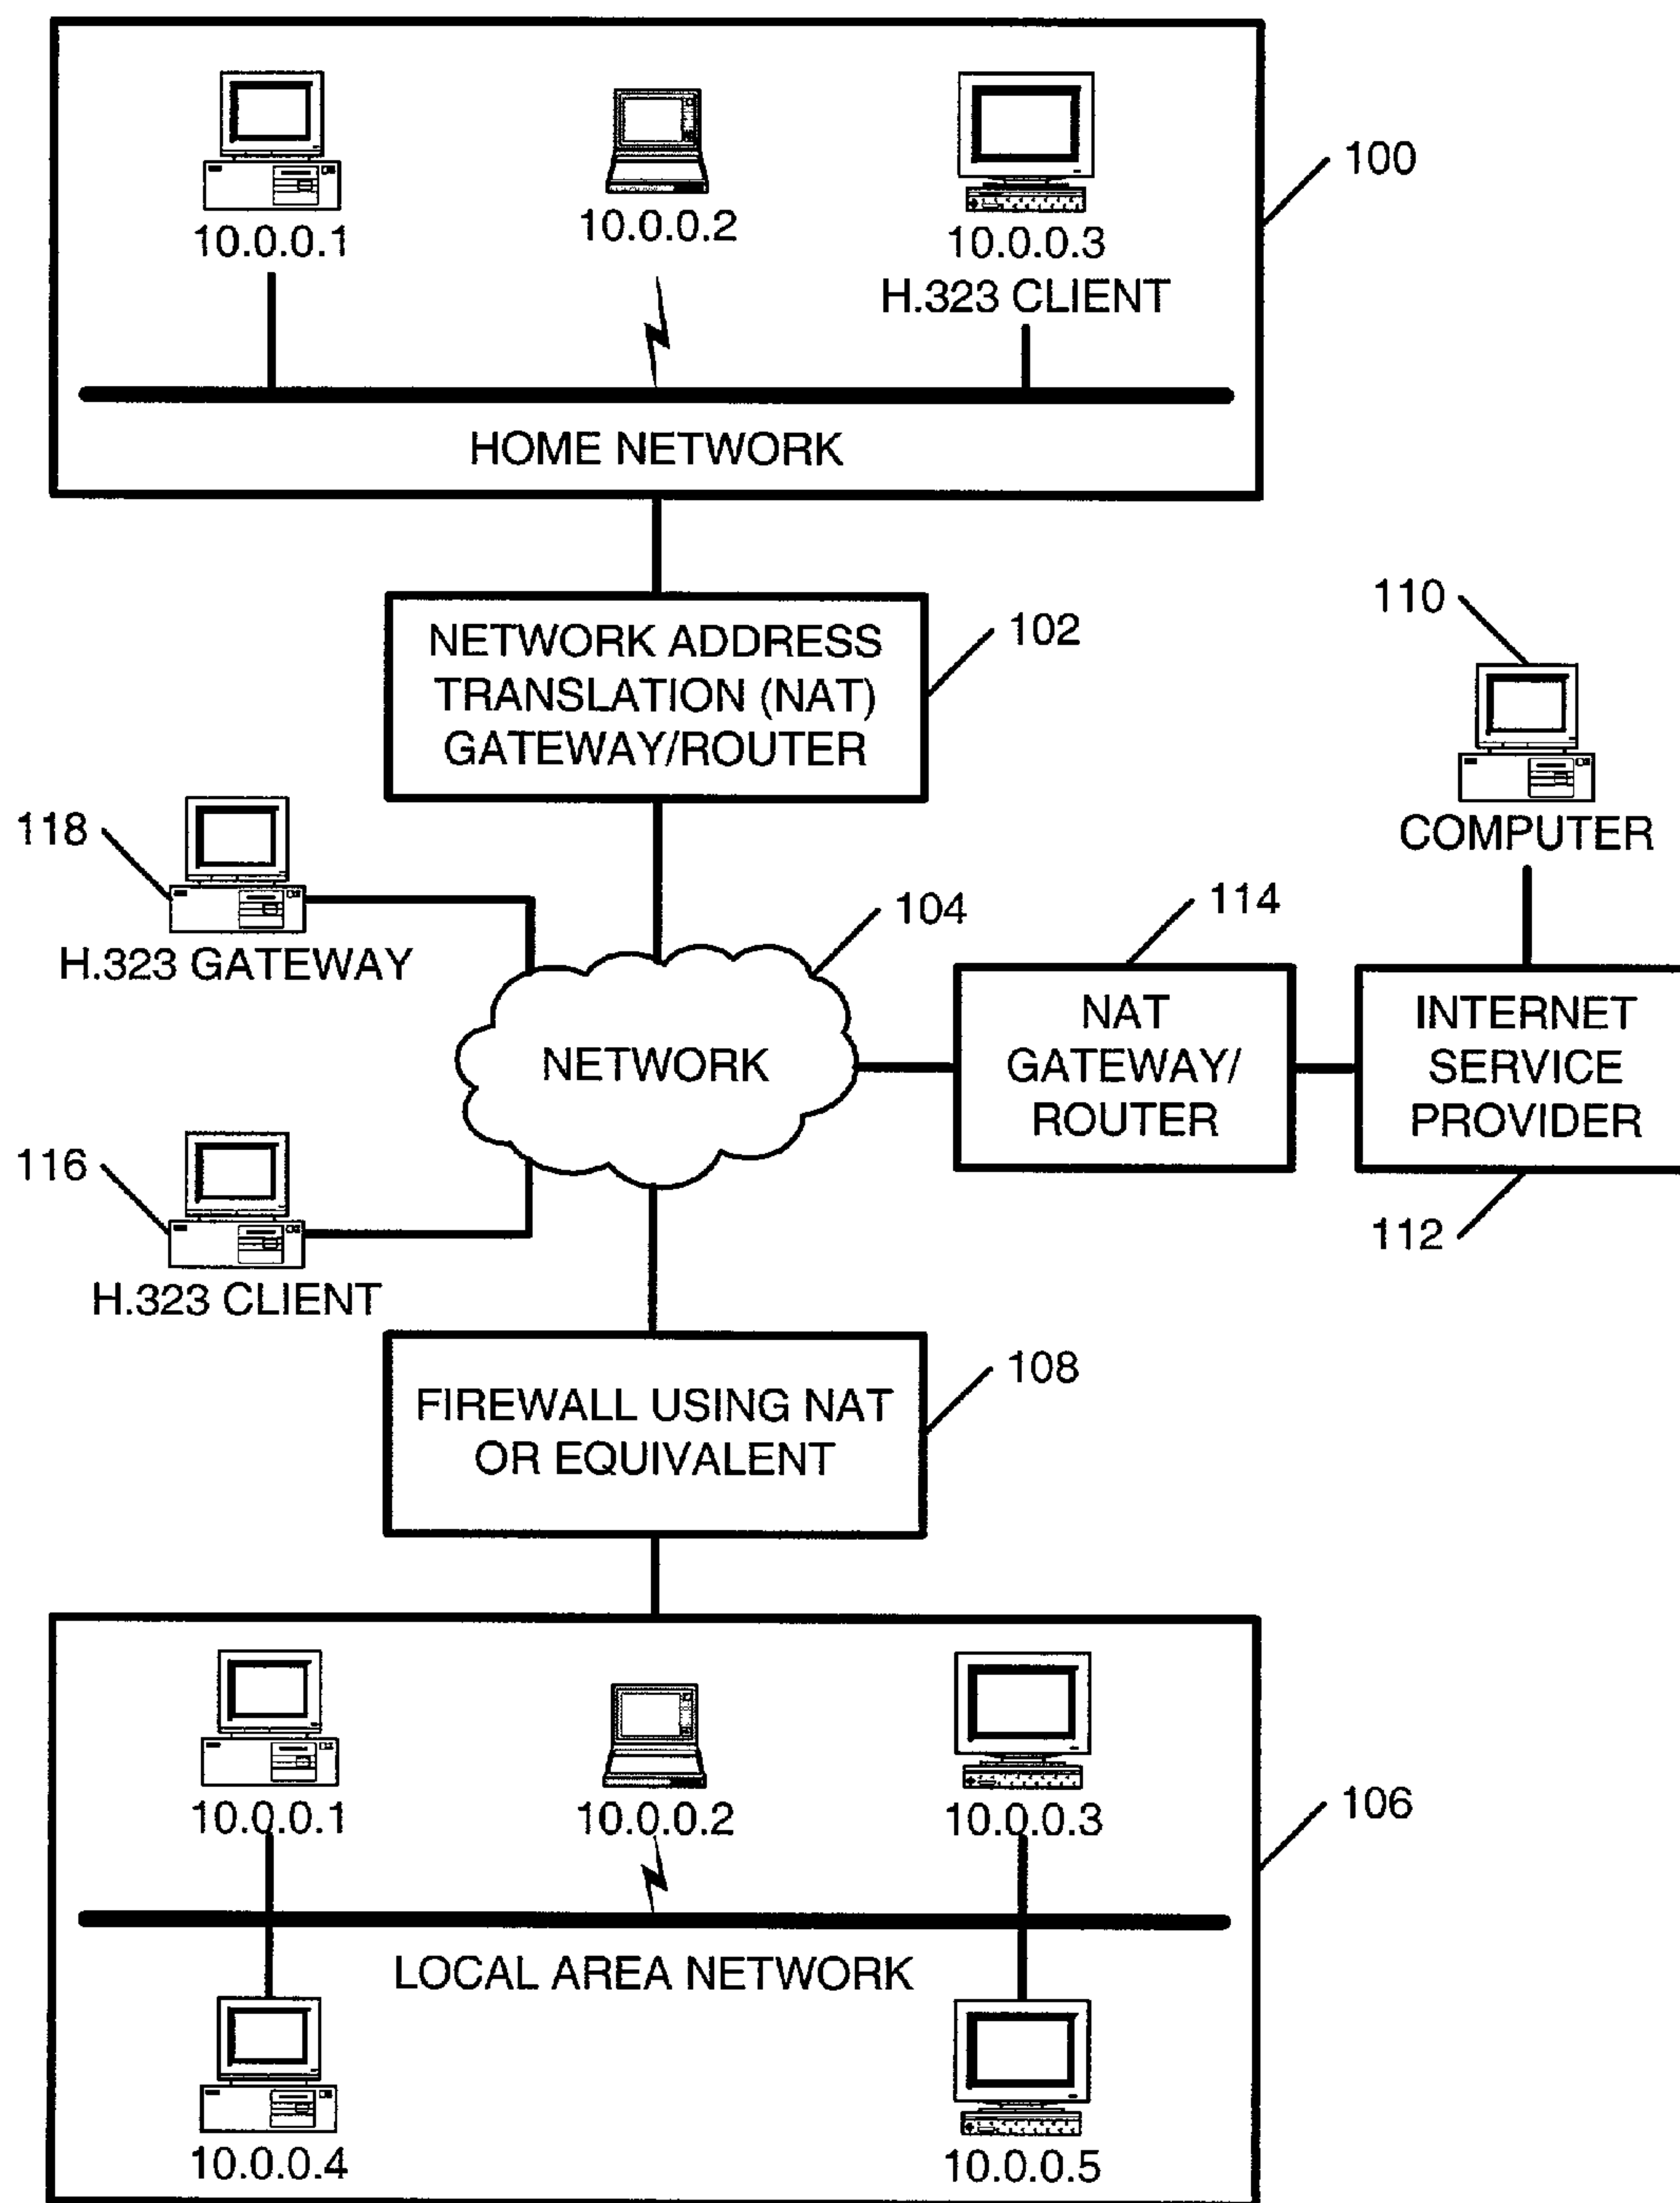 10.0.0.1
10.0.0.2
10.0.0.3
H.323 CLIENT
HOME NETWORK
100
NETWORK ADDRESS
TRANSLATION (NAT)
GATEWAY/ROUTER
102
110
COMPUTER
118
H.323 GATEWAY
104
NETWORK
114
NAT
GATEWAY/
ROUTER
INTERNET
SERVICE
PROVIDER
112
116
H.323 CLIENT
FIREWALL USING NAT
OR EQUIVALENT
108
10.0.0.1
10.0.0.2
10.0.0.3
106
LOCAL AREA NETWORK
10.0.0.4
10.0.0.5